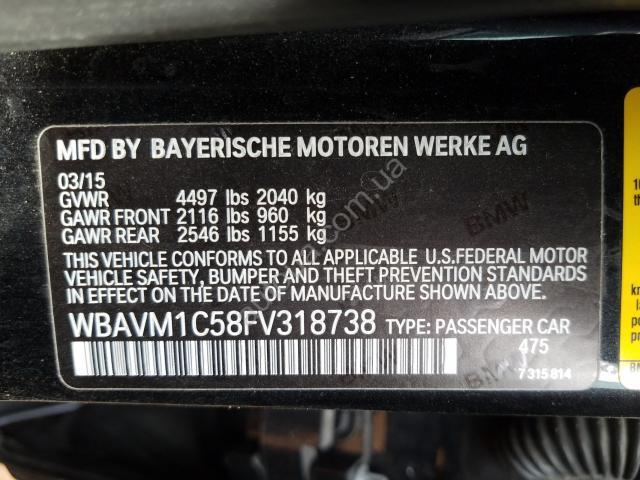 MFD BY BAYERISCHE MOTOREN WERKE AG
03/15
GVWR 4497 lbs 2040 kg
GAWR FRONT 2116 lbs 960 kg
GAWR REAR 2546 lbs 1155 kg
THIS VEHICLE CONFORMS TO ALL APPLICABLE U.S.FEDERAL MOTOR
VEHICLE SAFETY, BUMPER AND THEFT PREVENTION STANDARDS
IN EFFECT ON THE DATE OF MANUFACTURE SHOWN ABOVE.
WBAVM1C58FV318738 TYPE: PASSENGER CAR
475
7 315 814
BMW
BMW